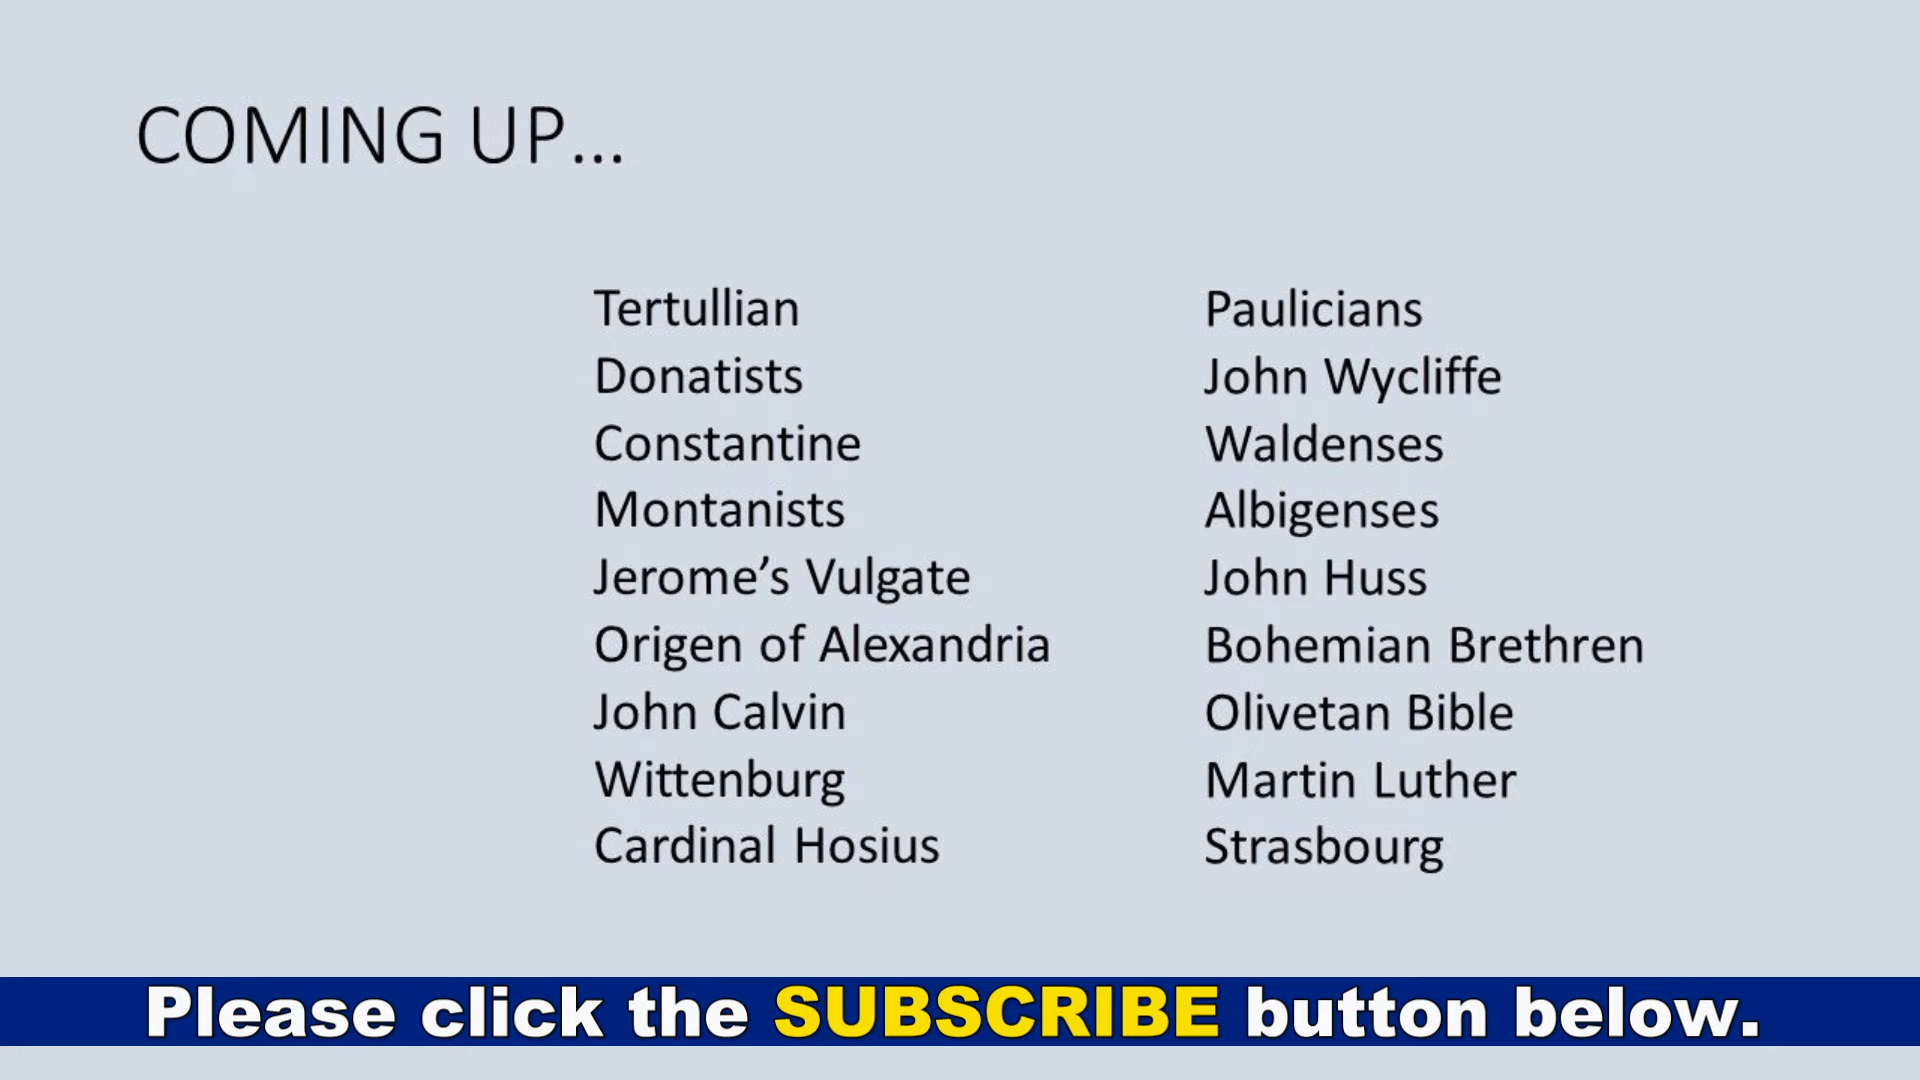 COMING UP...
Tertullian
Donatists
Constantine
Montanists
Jerome’s Vulgate
Origen of Alexandria
John Calvin
Wittenburg
Cardinal Hosius
Paulicians
John Wycliffe
Waldenses
Albigenses
John Huss
Bohemian Brethren
Olivetan Bible
Martin Luther
Strasbourg
Please click the SUBSCRIBE button below.